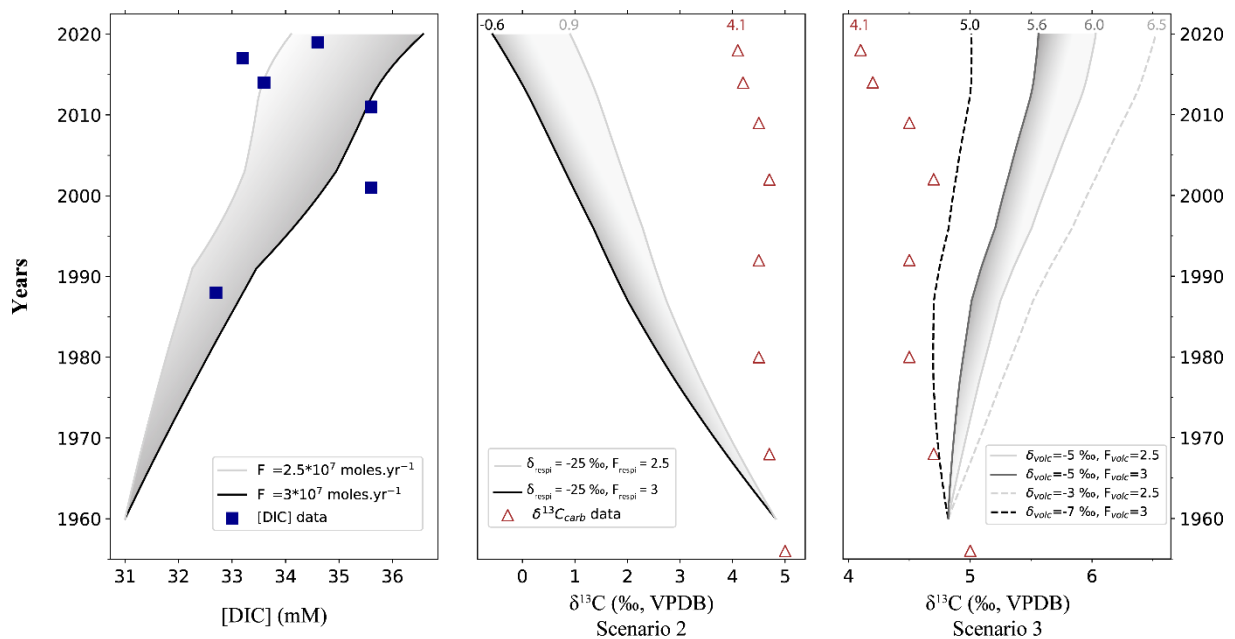 -0.6 0.9 4.1
4.1 5.0 5.6 6.0 6.5
Years
2020
2010
2000
1990
1980
1970
1960
F =2.5*10⁷ moles.yr⁻¹
F =3*10⁷ moles.yr⁻¹
[DIC] data
31 32 33 34 35 36
[DIC] (mM)
δrespi = -25 ‰, Frespi = 2.5
δrespi = -25 ‰, Frespi = 3
δ¹³Ccarb data
0 1 2 3 4 5
δ¹³C (‰, VPDB)
Scenario 2
δvolc=-5 ‰, Fvolc=2.5
δvolc=-5 ‰, Fvolc=3
δvolc=-3 ‰, Fvolc=2.5
δvolc=-7 ‰, Fvolc=3
4 5 6
δ¹³C (‰, VPDB)
Scenario 3
2020
2010
2000
1990
1980
1970
1960